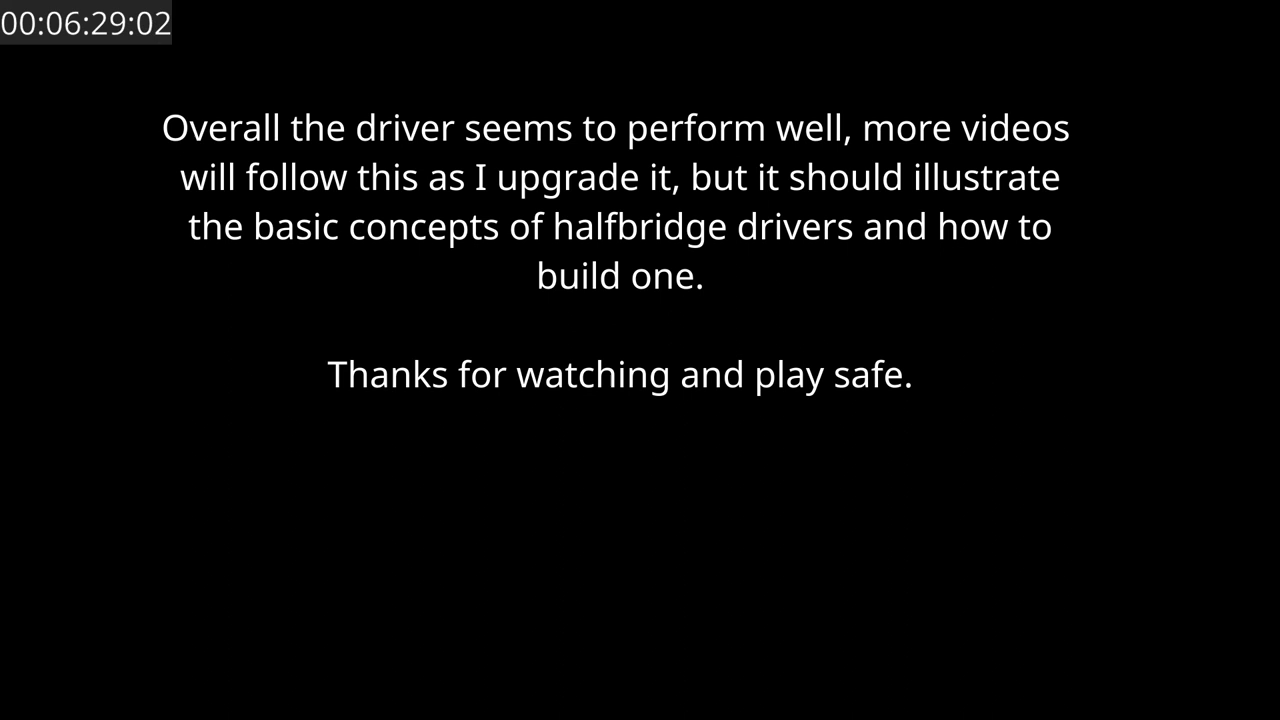 00:06:29:02
Overall the driver seems to perform well, more videos
will follow this as I upgrade it, but it should illustrate
the basic concepts of halfbridge drivers and how to
build one.
Thanks for watching and play safe.